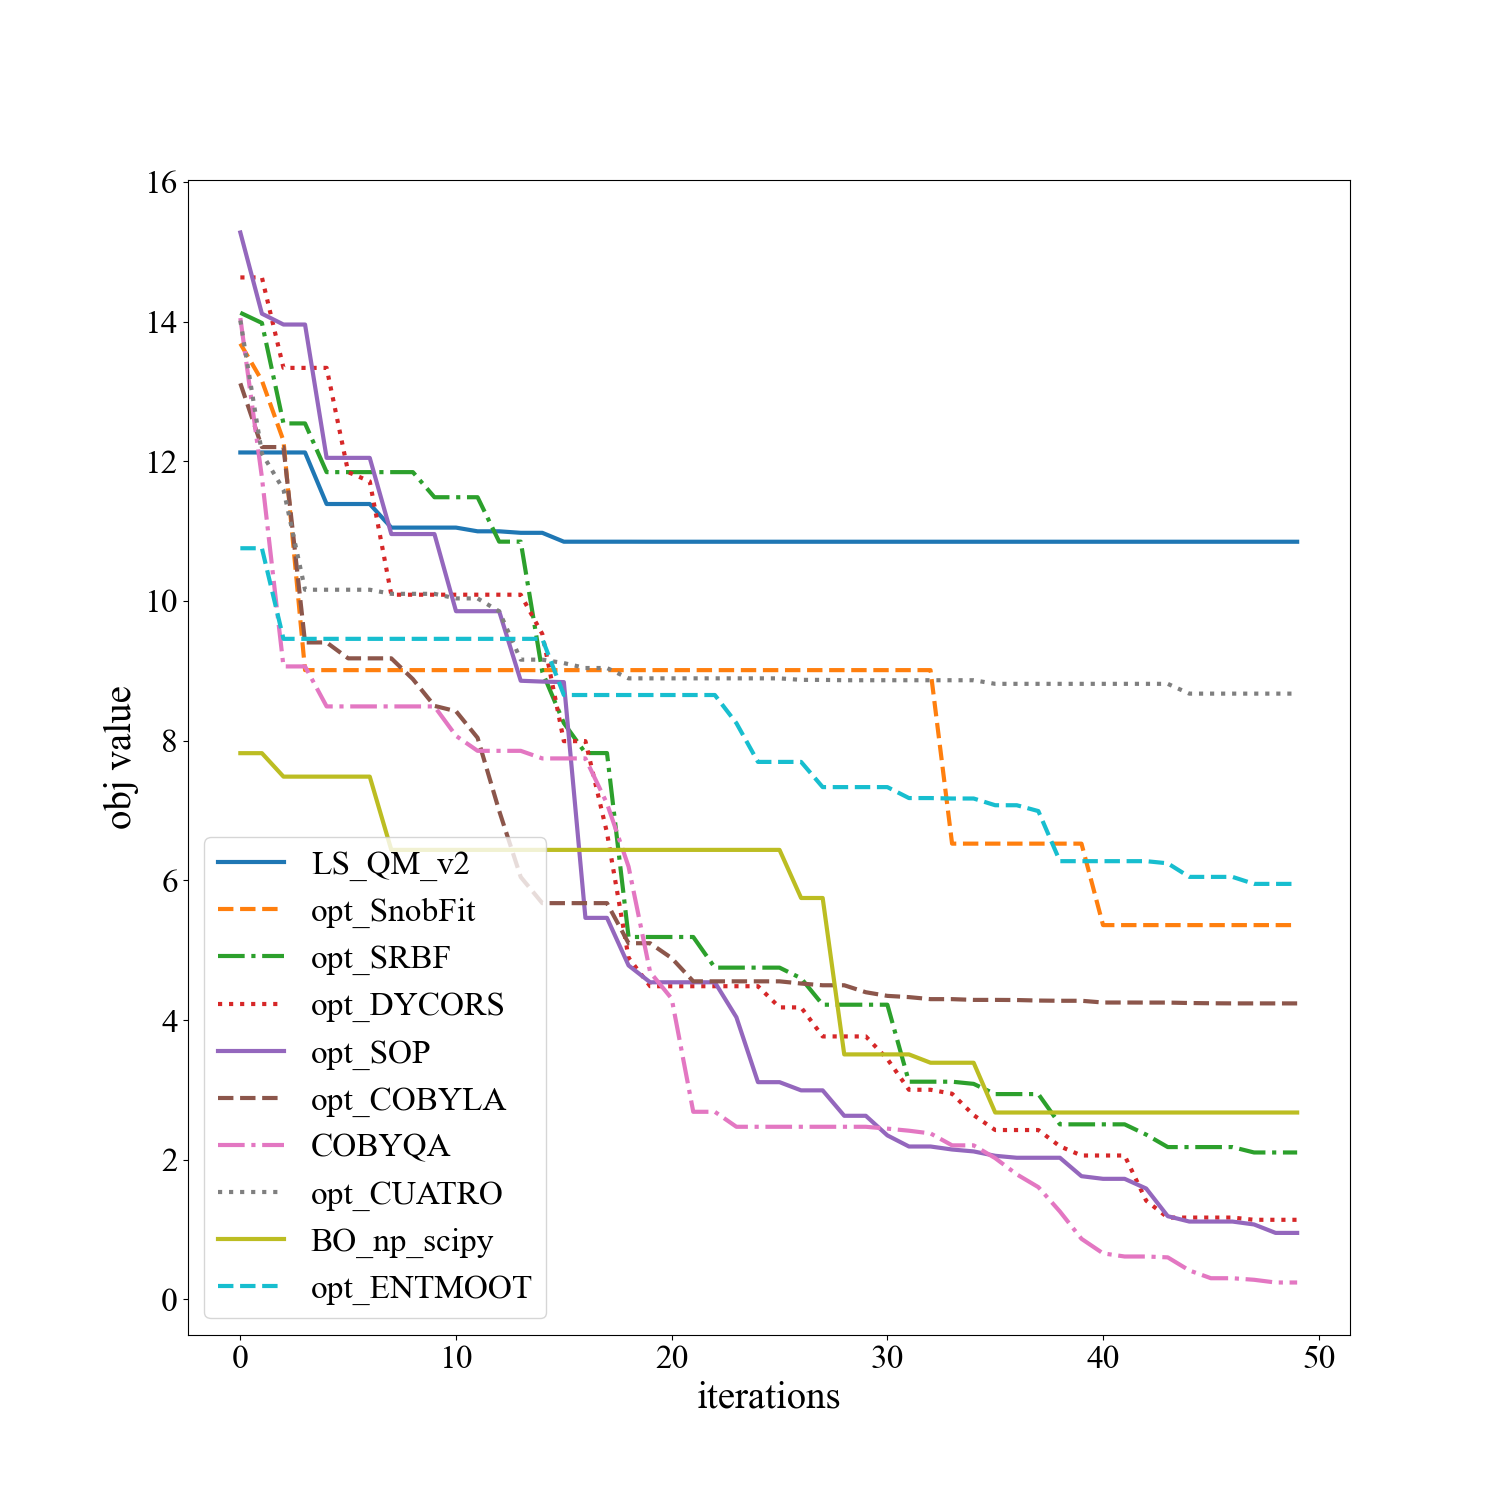 16
14
12
10
8
6
4
2
0
obj value
LS_QM_v2
opt_SnobFit
opt_SRBF
opt_DYCORS
opt_SOP
opt_COBYLA
COBYQA
opt_CUATRO
BO_np_scipy
opt_ENTMOOT
0 10 20 30 40 50
iterations